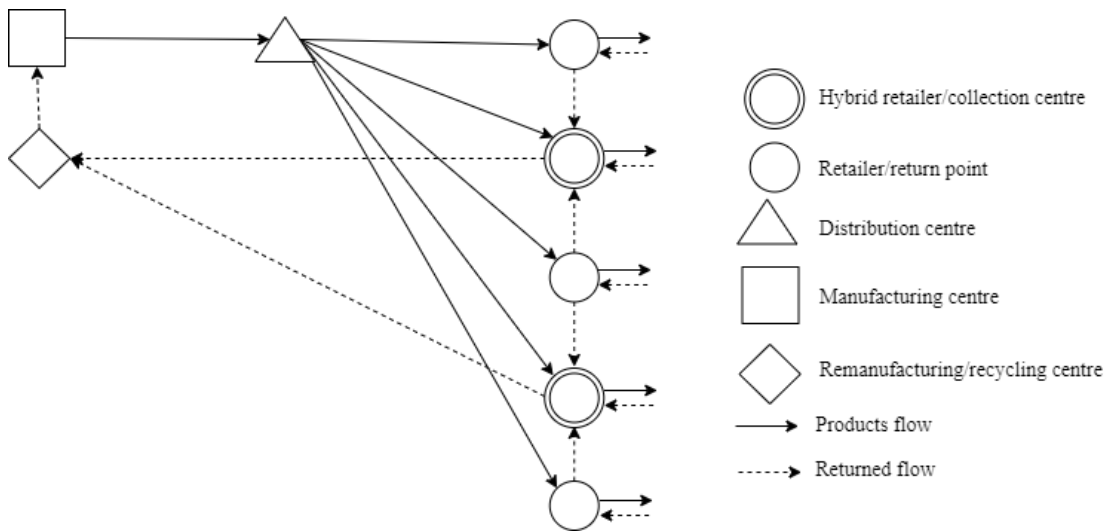 Hybrid retailer/collection centre
Retailer/return point
Distribution centre
Manufacturing centre
Remanufacturing/recycling centre
Products flow
Returned flow